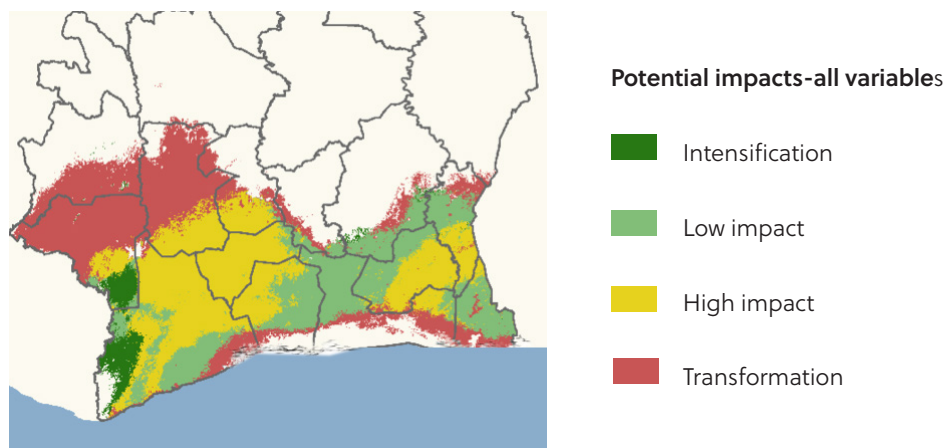 Potential impacts-all variables
Intensification
Low impact
High impact
Transformation